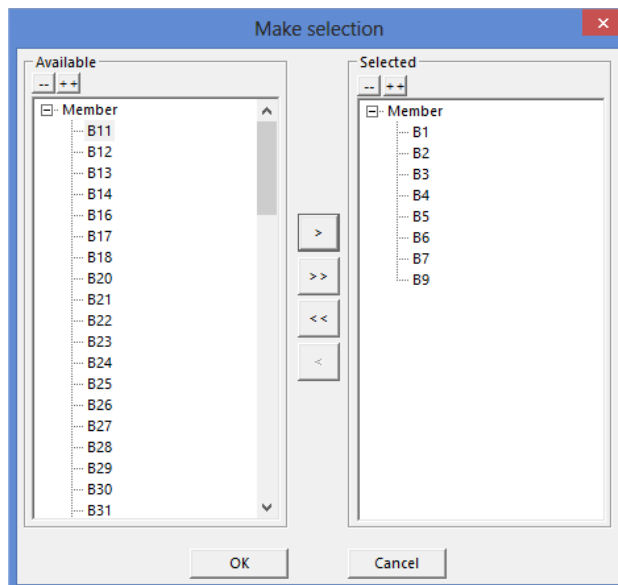 Make selection
Available
-- ++
Member
B11
B12
B13
B14
B16
B17
B18
B20
B21
B22
B23
B24
B25
B26
B27
B28
B29
B30
B31
>
>>
<<
<
Selected
-- ++
Member
B1
B2
B3
B4
B5
B6
B7
B9
OK
Cancel